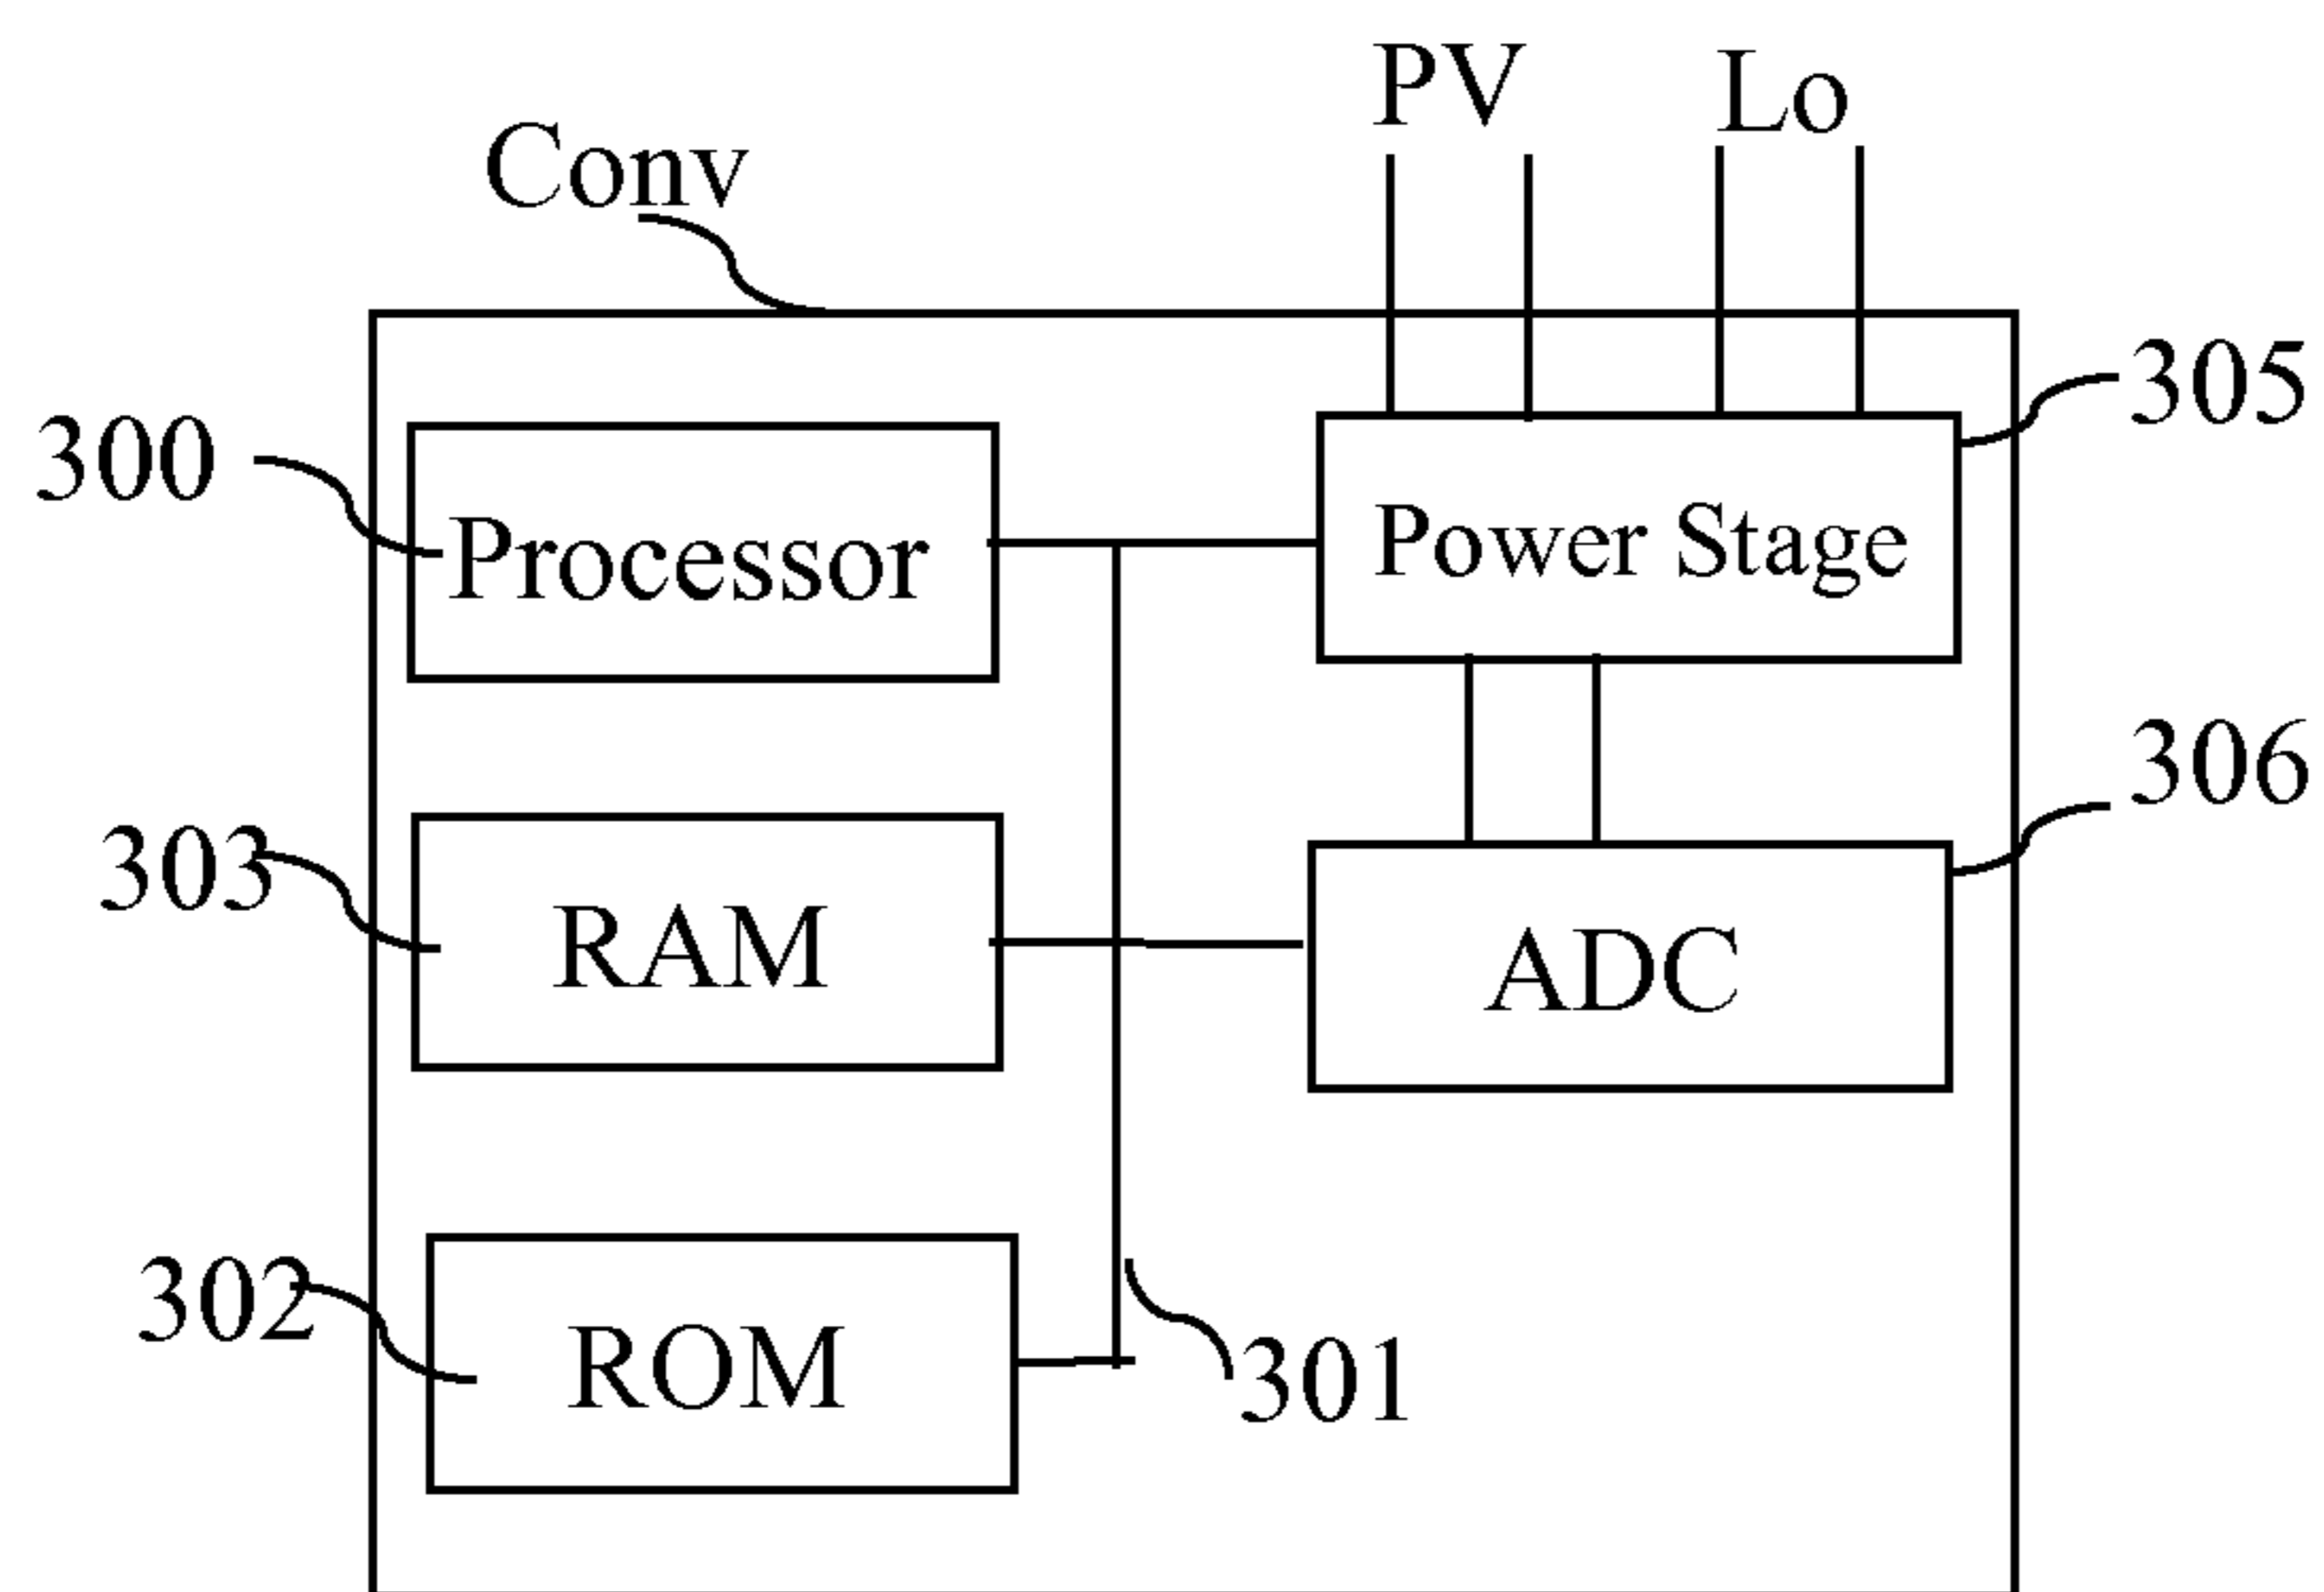 PV
Lo
Conv
305
300
Processor
Power Stage
306
303
RAM
ADC
302
ROM
301